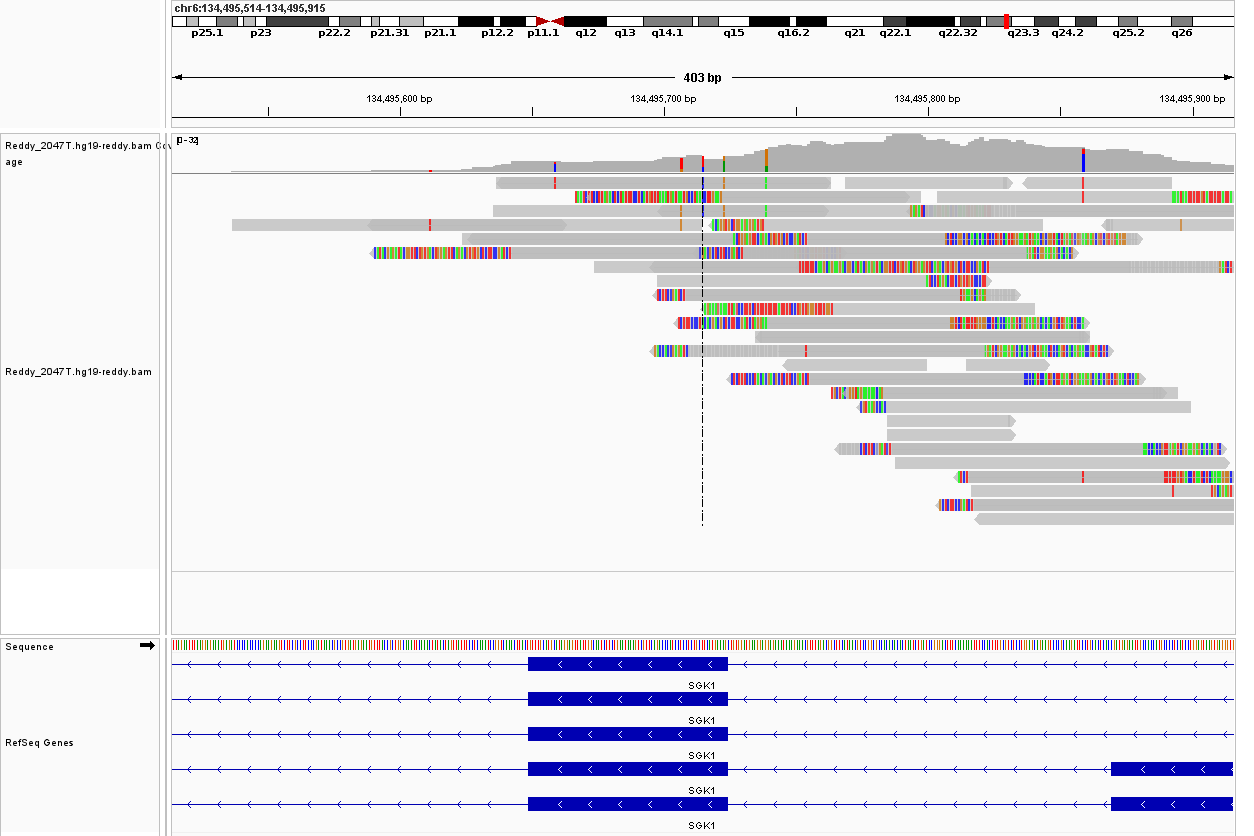 chr6:134,495,514-134,495,915
p25.1 p23 p22.2 p21.31 p21.1 p12.2 p11.1 q12 q13 q14.1 q15 q16.2 q21 q22.1 q22.32 q23.3 q24.2 q25.2 q26
403 bp
134,495,600 bp 134,495,700 bp 134,495,800 bp 134,495,900 bp
[0-32]
Reddy_2047T.hg19-reddy.bam Cov
age
Reddy_2047T.hg19-reddy.bam
Sequence
SGK1
SGK1
RefSeq Genes
SGK1
SGK1
SGK1